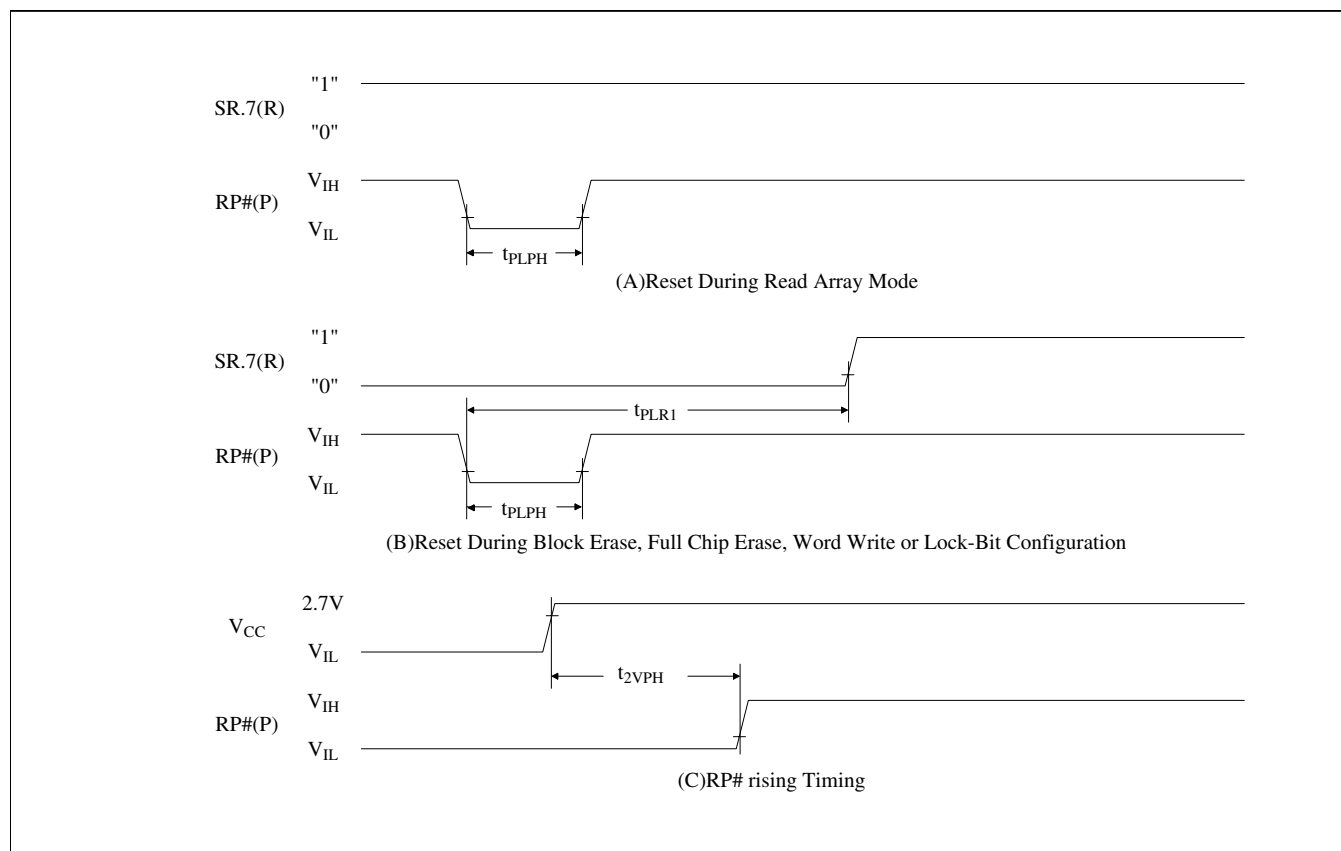 "1"
SR.7(R)
"0"
VIH
RP#(P)
VIL
tPLPH
(A)Reset During Read Array Mode
"1"
SR.7(R)
"0"
tPLR1
VIH
RP#(P)
VIL
tPLPH
(B)Reset During Block Erase, Full Chip Erase, Word Write or Lock-Bit Configuration
2.7V
VCC
VIL
t2VPH
VIH
RP#(P)
VIL
(C)RP# rising Timing